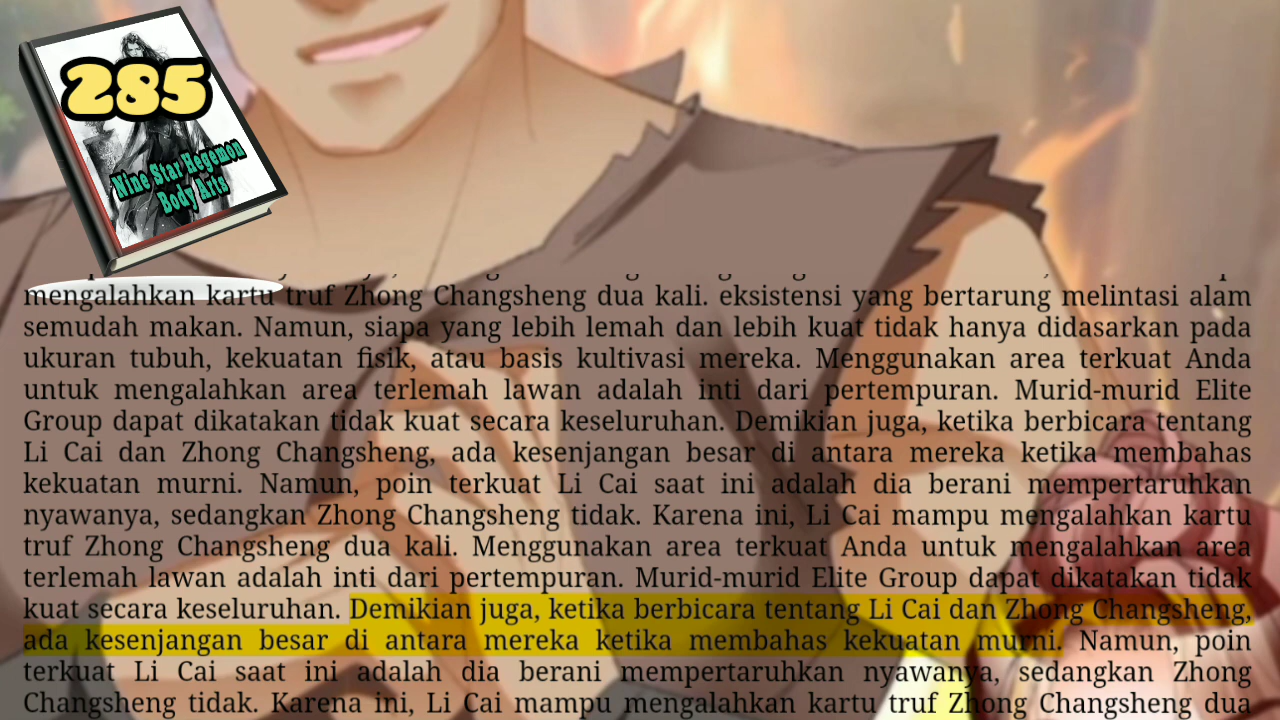 285
Nine Star Hegemon
Body Arts
mengalahkan kartu truf Zhong Changsheng dua kali. eksistensi yang bertarung melintasi alam
semudah makan. Namun, siapa yang lebih lemah dan lebih kuat tidak hanya didasarkan pada
ukuran tubuh, kekuatan fisik, atau basis kultivasi mereka. Menggunakan area terkuat Anda
untuk mengalahkan area terlemah lawan adalah inti dari pertempuran. Murid-murid Elite
Group dapat dikatakan tidak kuat secara keseluruhan. Demikian juga, ketika berbicara tentang
Li Cai dan Zhong Changsheng, ada kesenjangan besar di antara mereka ketika membahas
kekuatan murni. Namun, poin terkuat Li Cai saat ini adalah dia berani mempertaruhkan
nyawanya, sedangkan Zhong Changsheng tidak. Karena ini, Li Cai mampu mengalahkan kartu
truf Zhong Changsheng dua kali. Menggunakan area terkuat Anda untuk mengalahkan area
terlemah lawan adalah inti dari pertempuran. Murid-murid Elite Group dapat dikatakan tidak
kuat secara keseluruhan. Demikian juga, ketika berbicara tentang Li Cai dan Zhong Changsheng,
ada kesenjangan besar di antara mereka ketika membahas kekuatan murni. Namun, poin
terkuat Li Cai saat ini adalah dia berani mempertaruhkan nyawanya, sedangkan Zhong
Changsheng tidak. Karena ini, Li Cai mampu mengalahkan kartu truf Zhong Changsheng dua